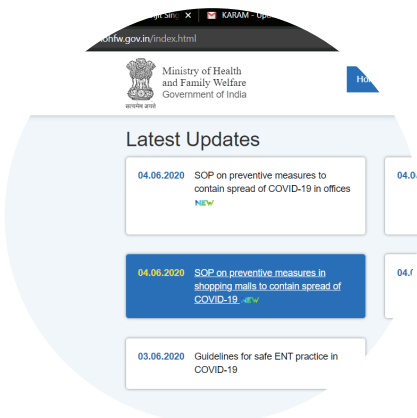 KARAM - Up
nfw.gov.in/index.html
Ministry of Health
and Family Welfare
Government of India
सत्यमेव जयते
Latest Updates
04.06.2020 SOP on preventive measures to
contain spread of COVID-19 in offices
NEW
04.06.2020 SOP on preventive measures in
shopping malls to contain spread of
COVID-19 NEW
03.06.2020 Guidelines for safe ENT practice in
COVID-19